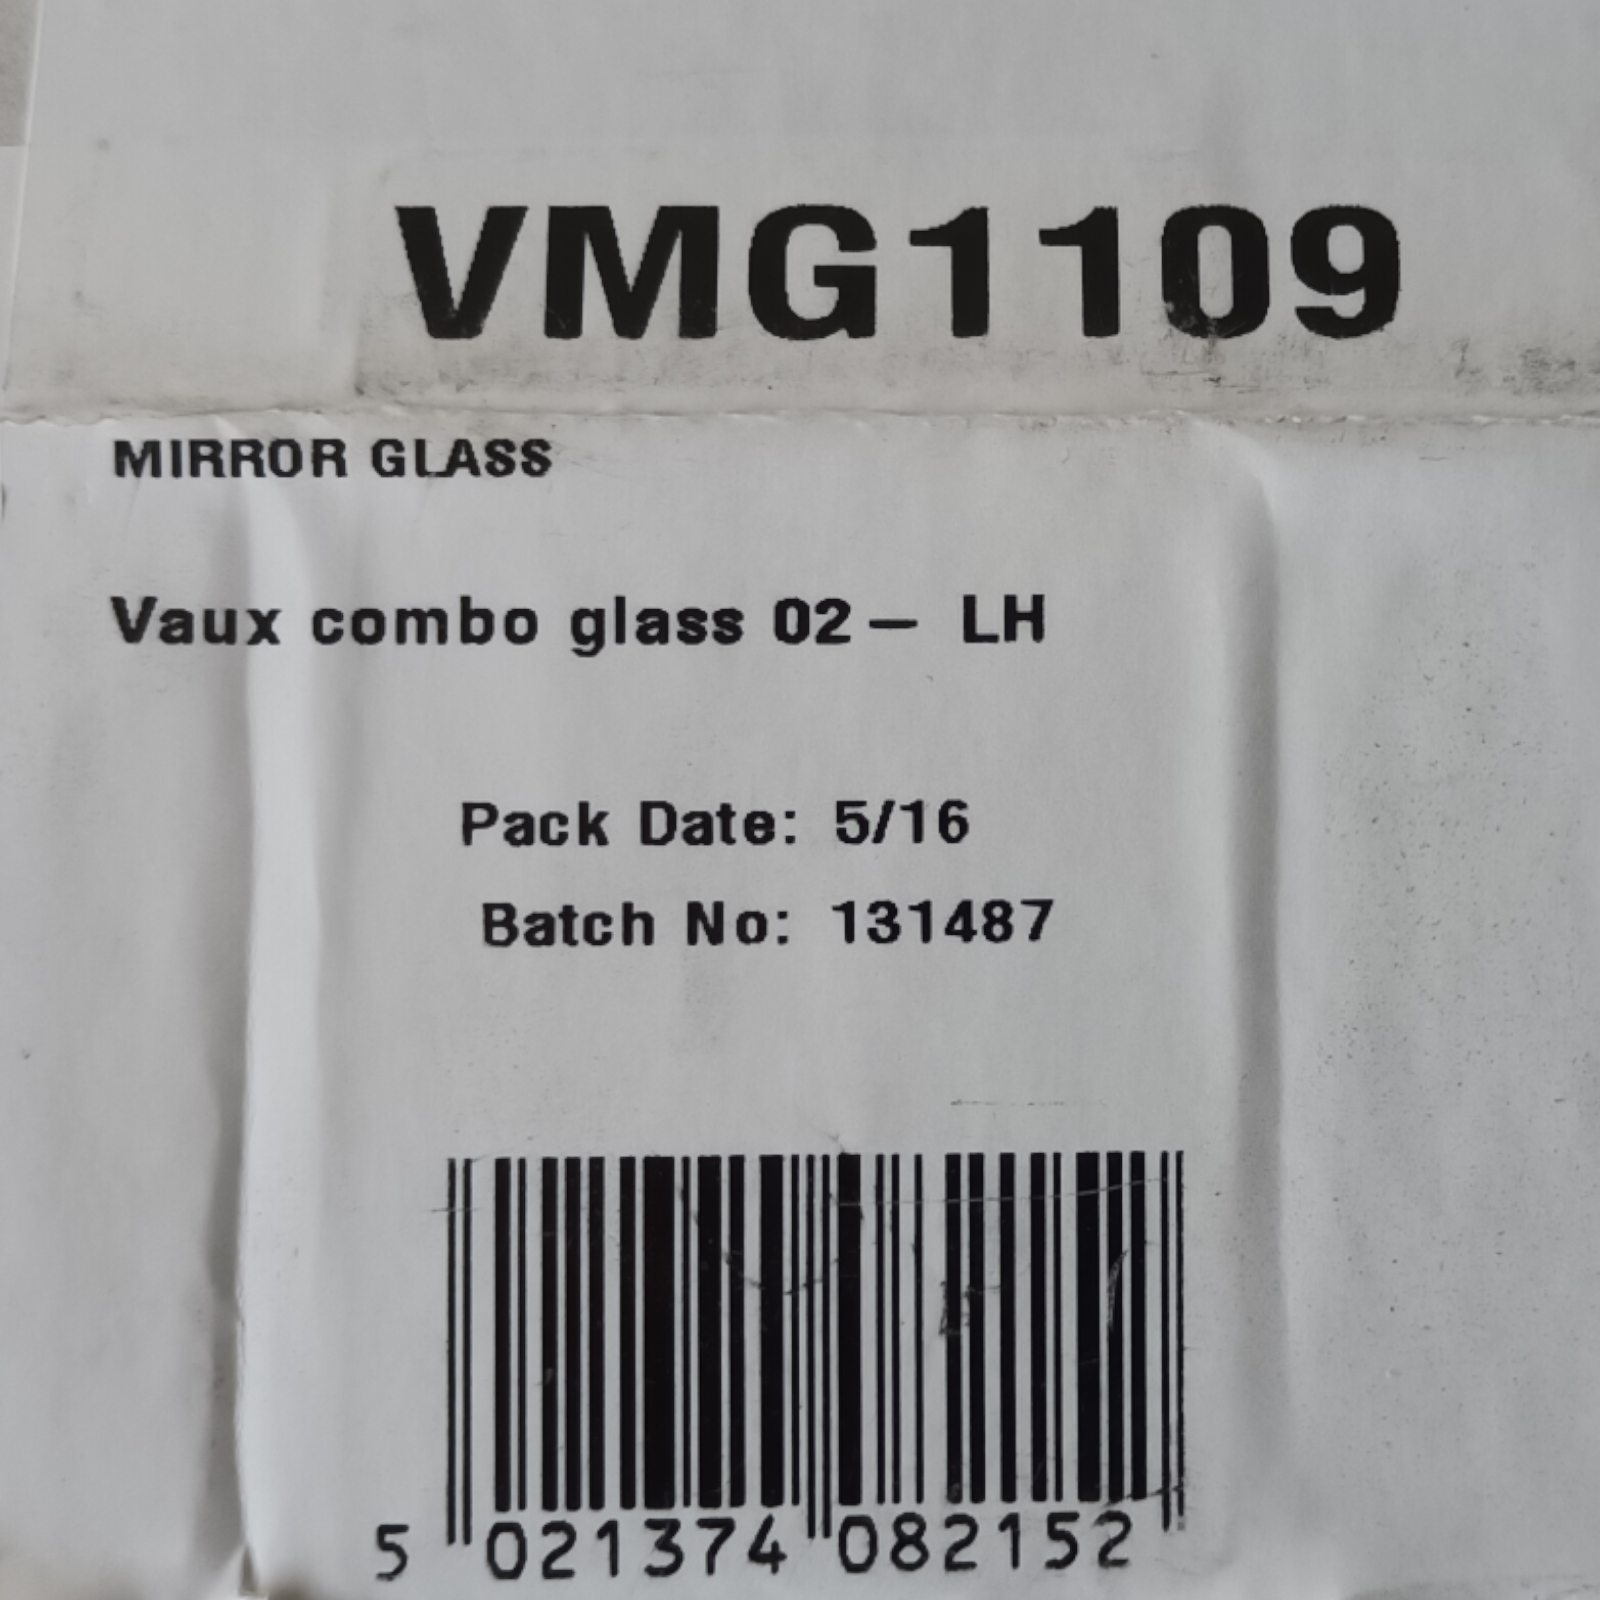 VMG1109
MIRROR GLASS
Vaux combo glass 02- LH
Pack Date: 5/16
Batch No: 131487
5 021374 082152